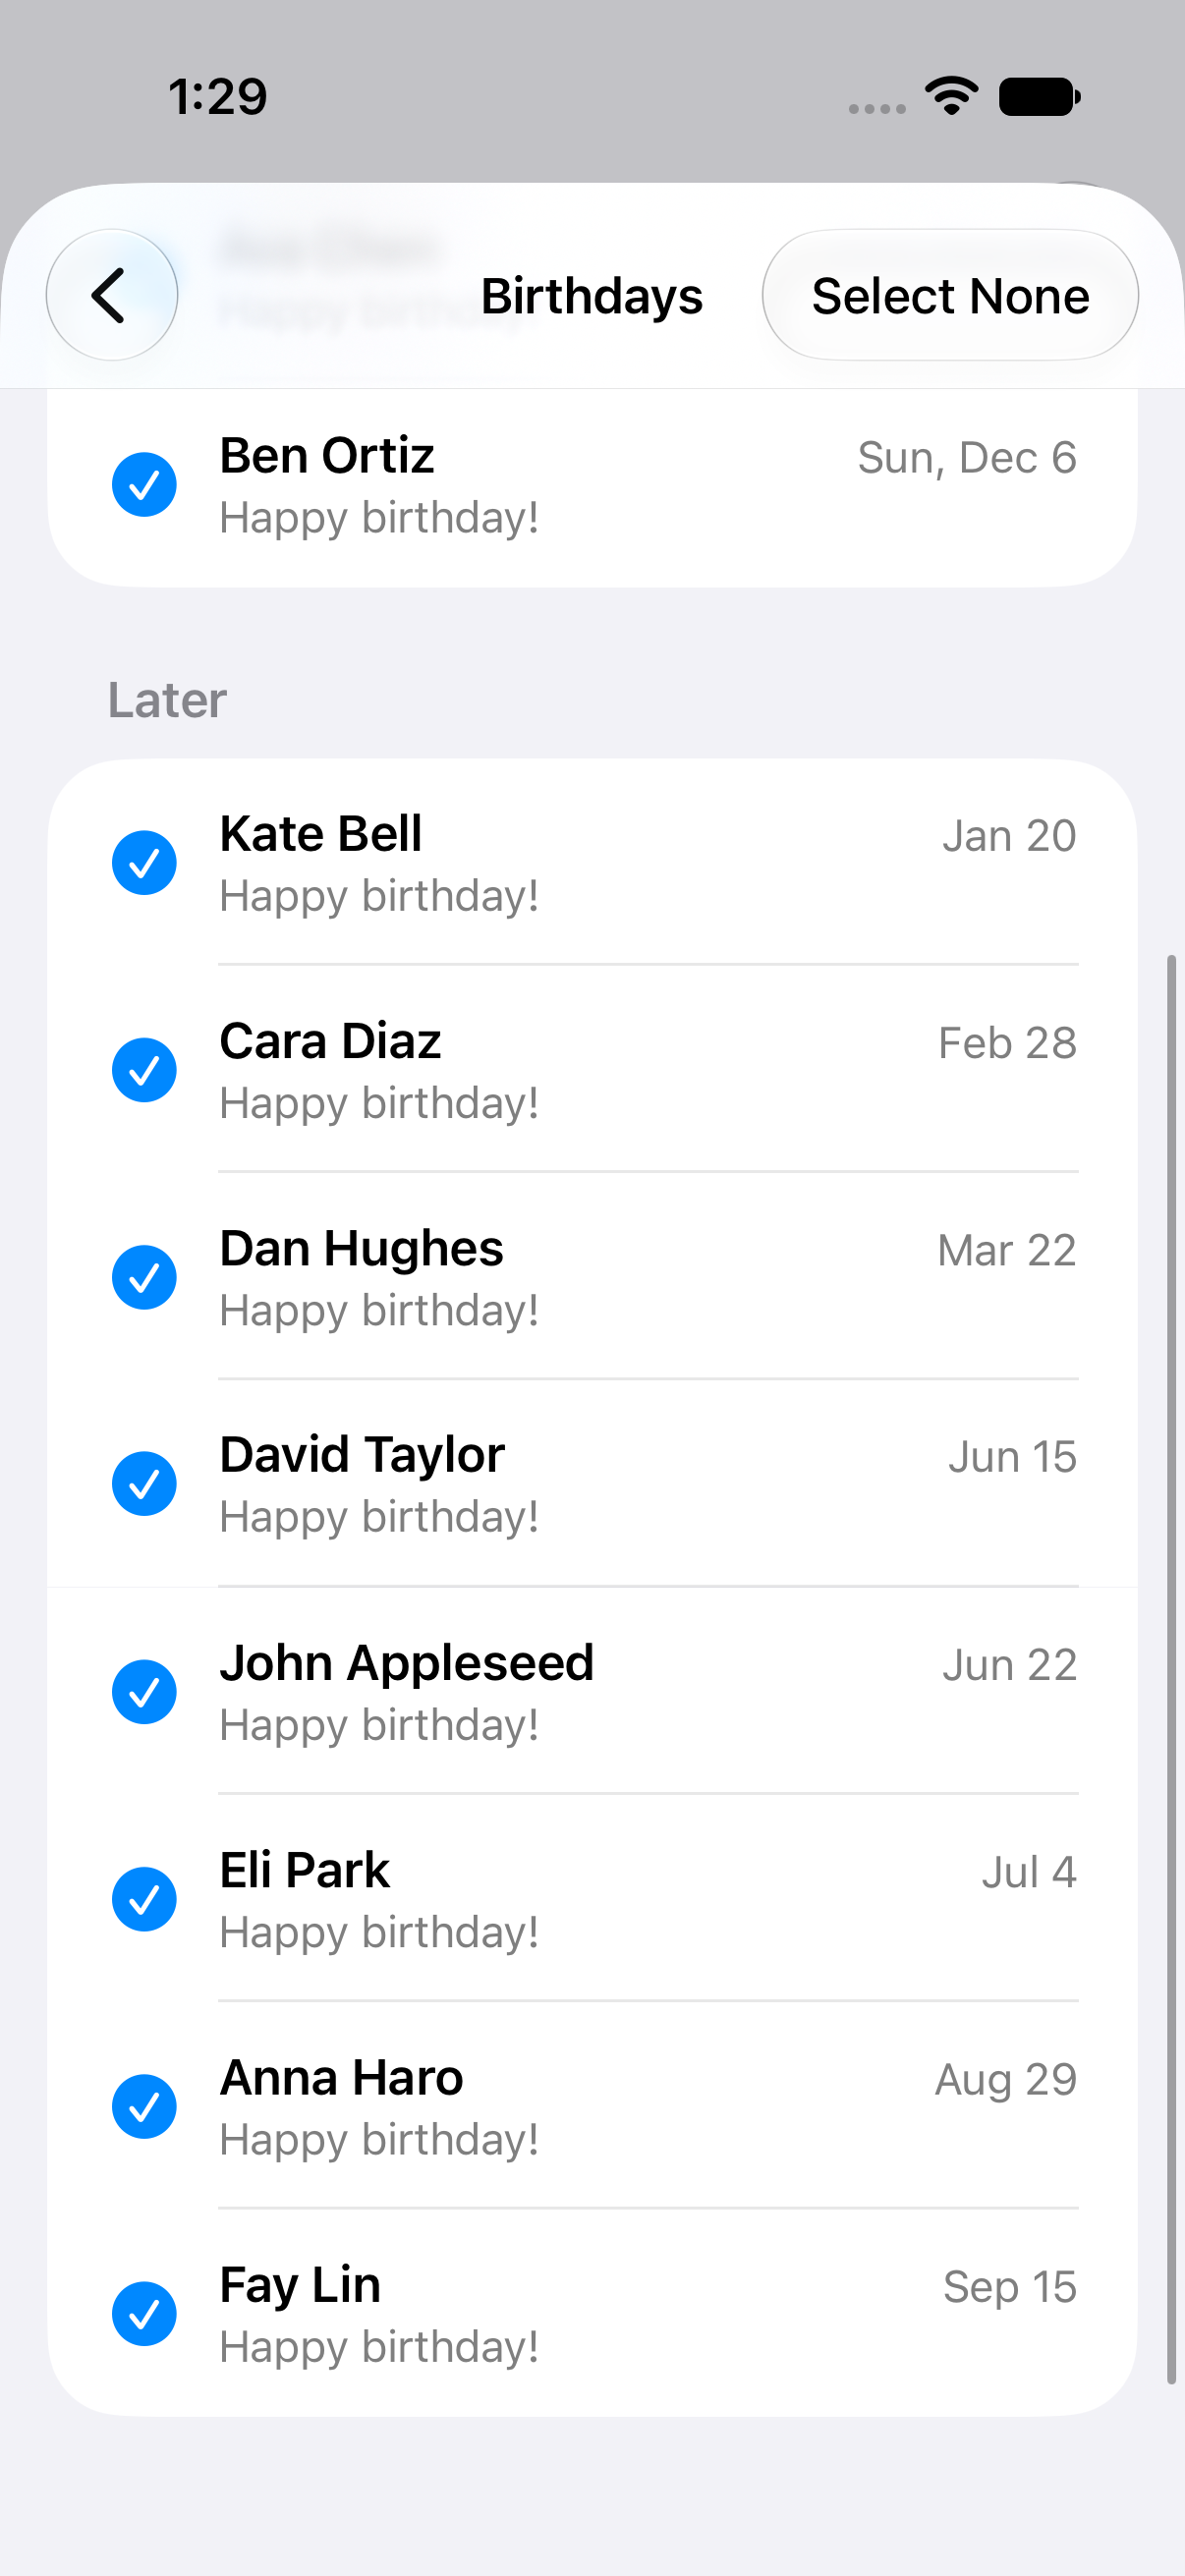 1:29
Birthdays
Select None
Ben Ortiz
Sun, Dec 6
Happy birthday!
Later
Kate Bell
Jan 20
Happy birthday!
Cara Diaz
Feb 28
Happy birthday!
Dan Hughes
Mar 22
Happy birthday!
David Taylor
Jun 15
Happy birthday!
John Appleseed
Jun 22
Happy birthday!
Eli Park
Jul 4
Happy birthday!
Anna Haro
Aug 29
Happy birthday!
Fay Lin
Sep 15
Happy birthday!